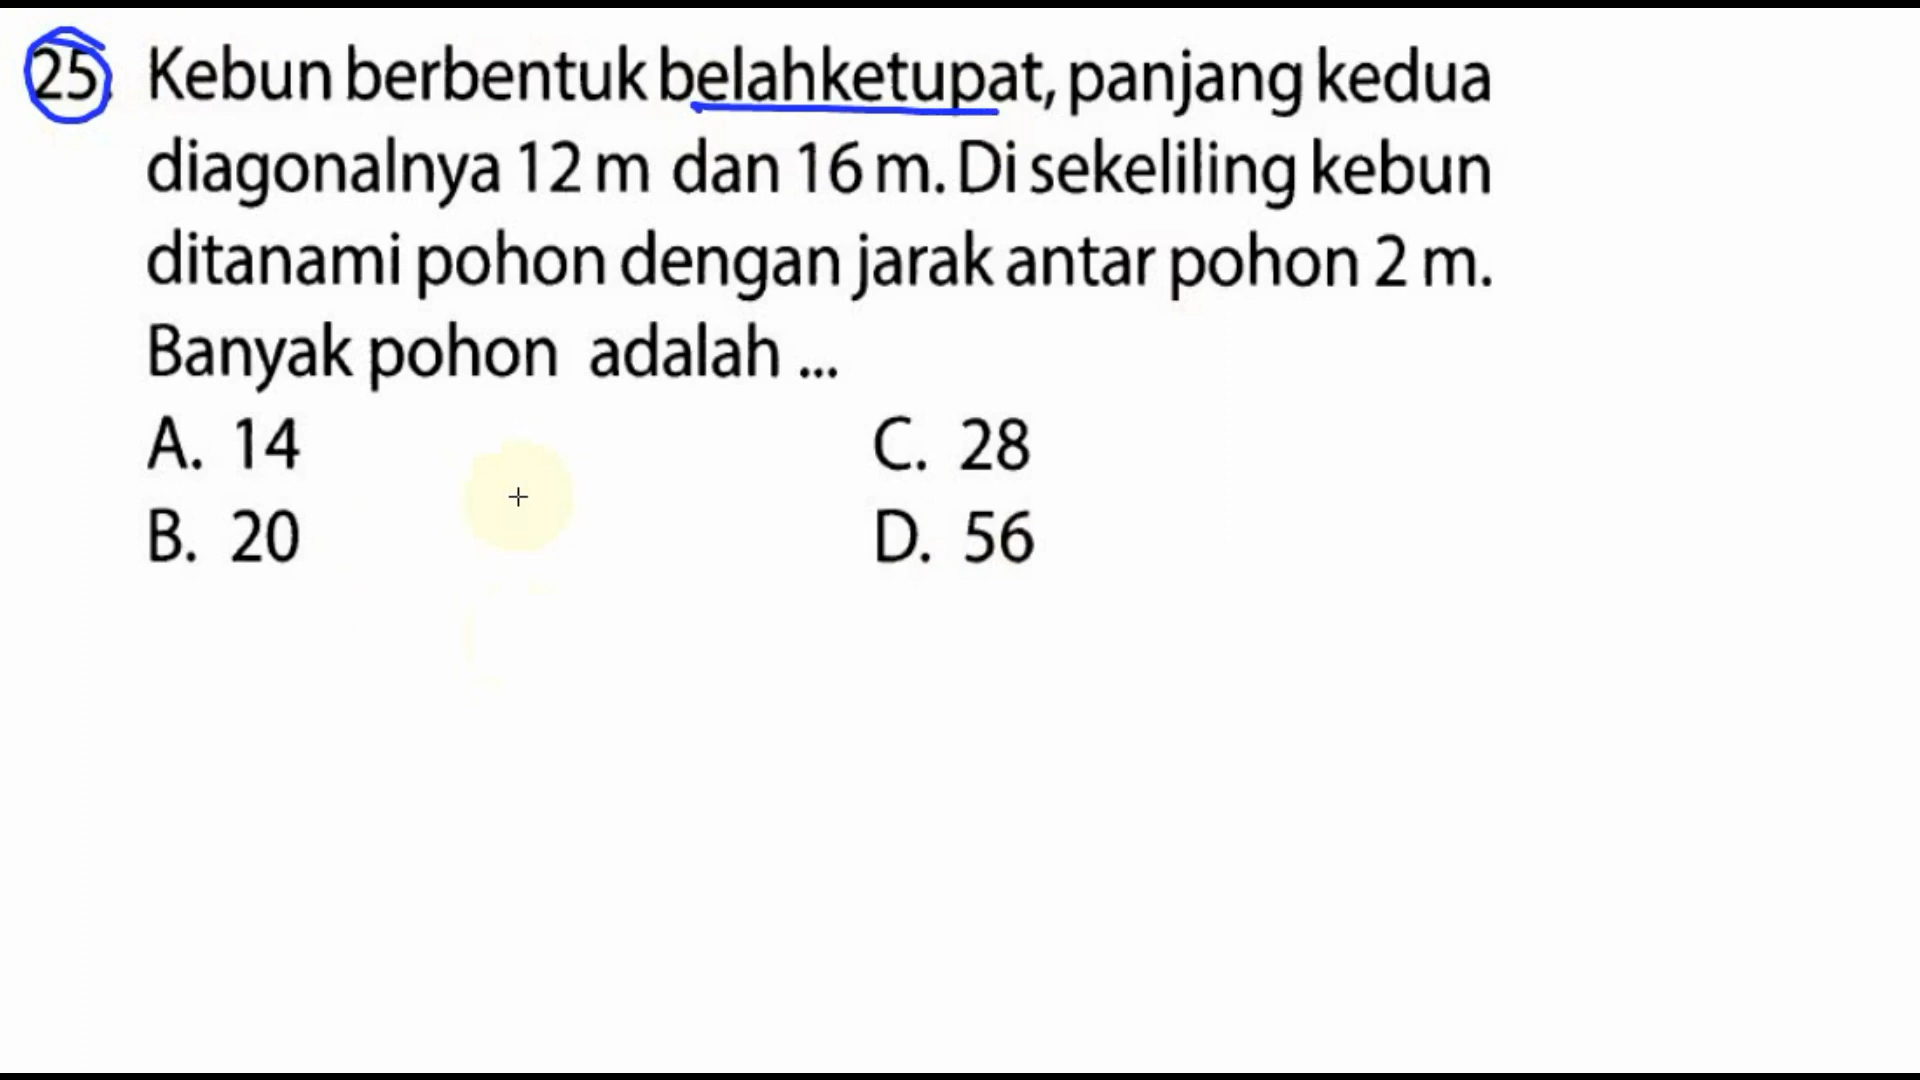 25. Kebun berbentuk belahketupat, panjang kedua
diagonalnya 12 m dan 16 m. Di sekeliling kebun
ditanami pohon dengan jarak antar pohon 2 m.
Banyak pohon adalah ...
A. 14 C. 28
B. 20 D. 56